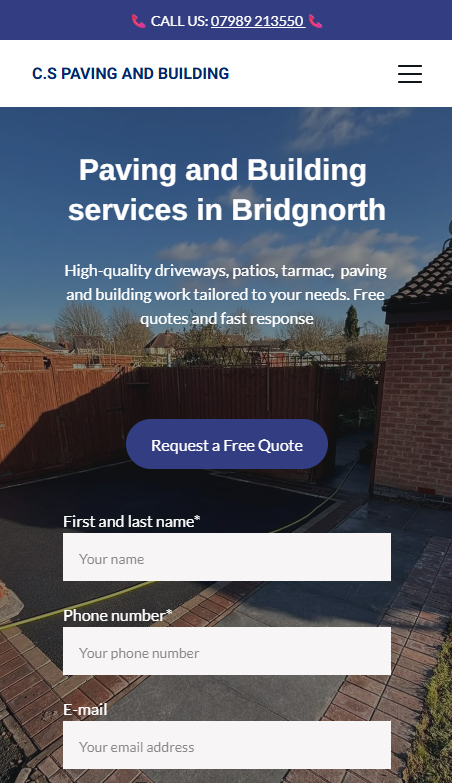 📞 CALL US: 07989 213550 📞
C.S PAVING AND BUILDING
Paving and Building
services in Bridgnorth
High-quality driveways, patios, tarmac,  paving
and building work tailored to your needs. Free
quotes and fast response
Request a Free Quote
First and last name*
Your name
Phone number*
Your phone number
E-mail
Your email address